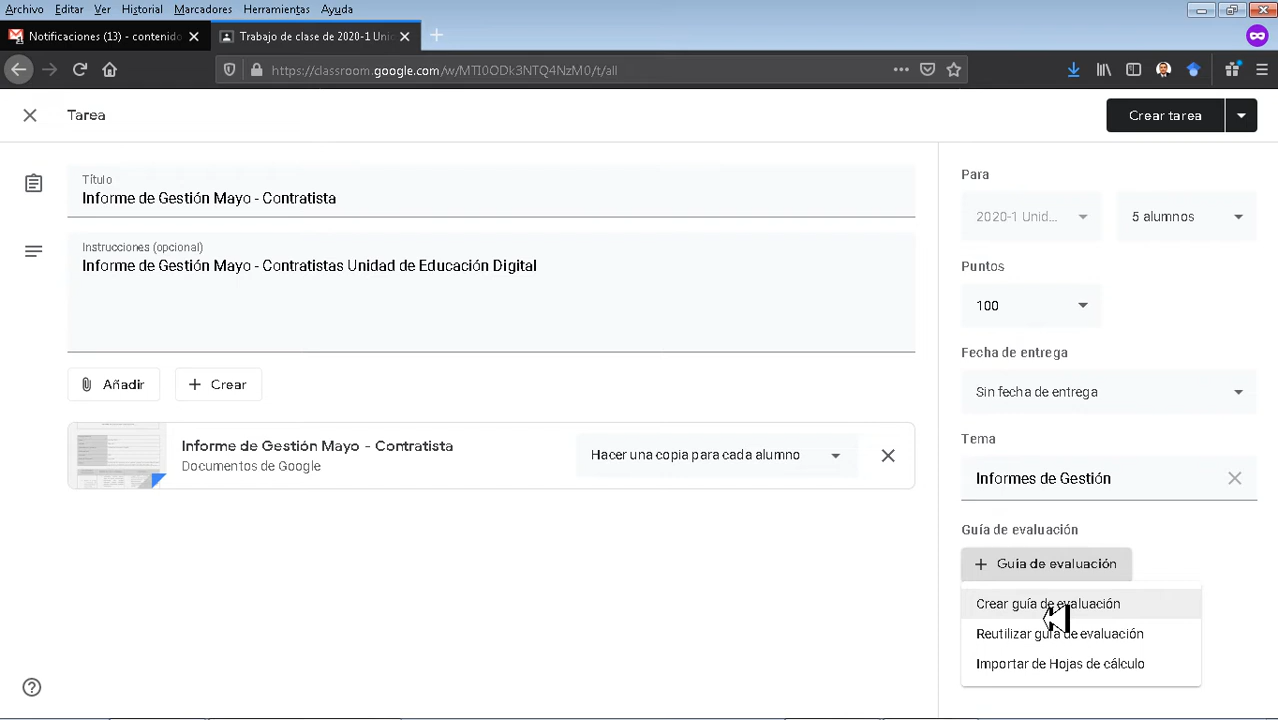 Archivo Editar Ver Historial Marcadores Herramientas Ayuda
Notificaciones (13) - contenido
Trabajo de clase de 2020-1 Unid
https://classroom.google.com/w/MTI0ODk3NTQ4NzM0/t/all
Tarea
Crear tarea
Título
Informe de Gestión Mayo - Contratista
Instrucciones (opcional)
Informe de Gestión Mayo - Contratistas Unidad de Educación Digital
Añadir
Crear
Informe de Gestión Mayo - Contratista
Documentos de Google
Hacer una copia para cada alumno
Para
2020-1 Unid...
5 alumnos
Puntos
100
Fecha de entrega
Sin fecha de entrega
Tema
Informes de Gestión
Guía de evaluación
Guía de evaluación
Crear guía de evaluación
Reutilizar guía de evaluación
Importar de Hojas de cálculo